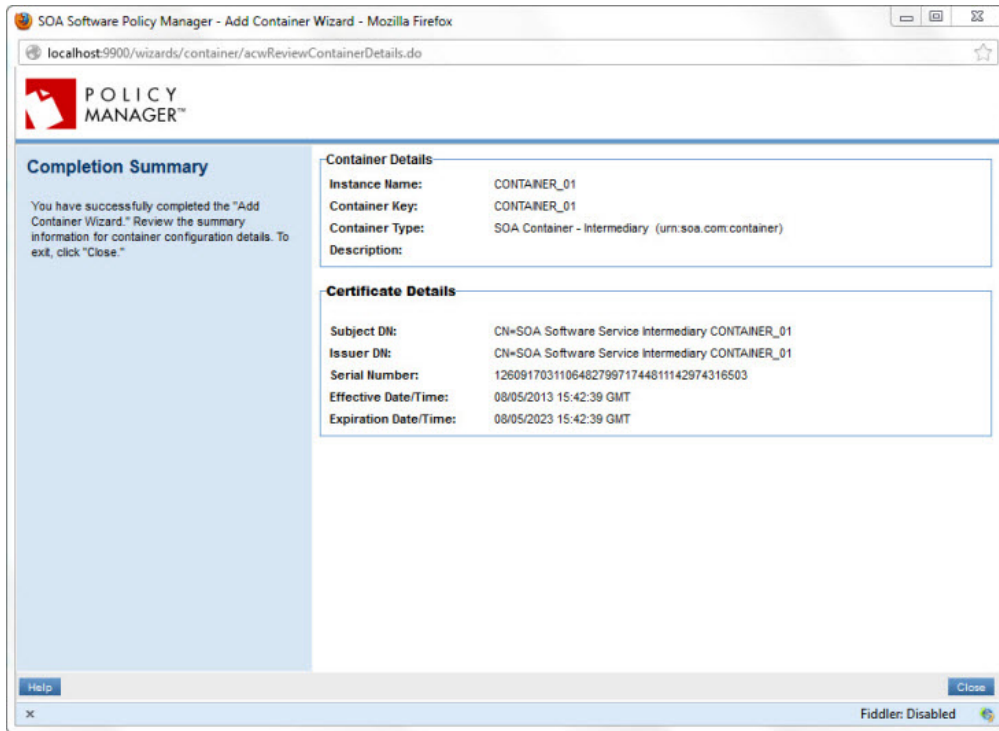 SOA Software Policy Manager - Add Container Wizard - Mozilla Firefox
localhost:9900/wizards/container/acwReviewContainerDetails.do
POLICY
MANAGER™
Completion Summary
You have successfully completed the "Add
Container Wizard." Review the summary
information for container configuration details. To
exit, click "Close."
Container Details
Instance Name: CONTAINER_01
Container Key: CONTAINER_01
Container Type: SOA Container - Intermediary (urn:soa.com:container)
Description:
Certificate Details
Subject DN: CN=SOA Software Service Intermediary CONTAINER_01
Issuer DN: CN=SOA Software Service Intermediary CONTAINER_01
Serial Number: 126091703110648279971744811142974316503
Effective Date/Time: 08/05/2013 15:42:39 GMT
Expiration Date/Time: 08/05/2023 15:42:39 GMT
Help
Close
x
Fiddler: Disabled